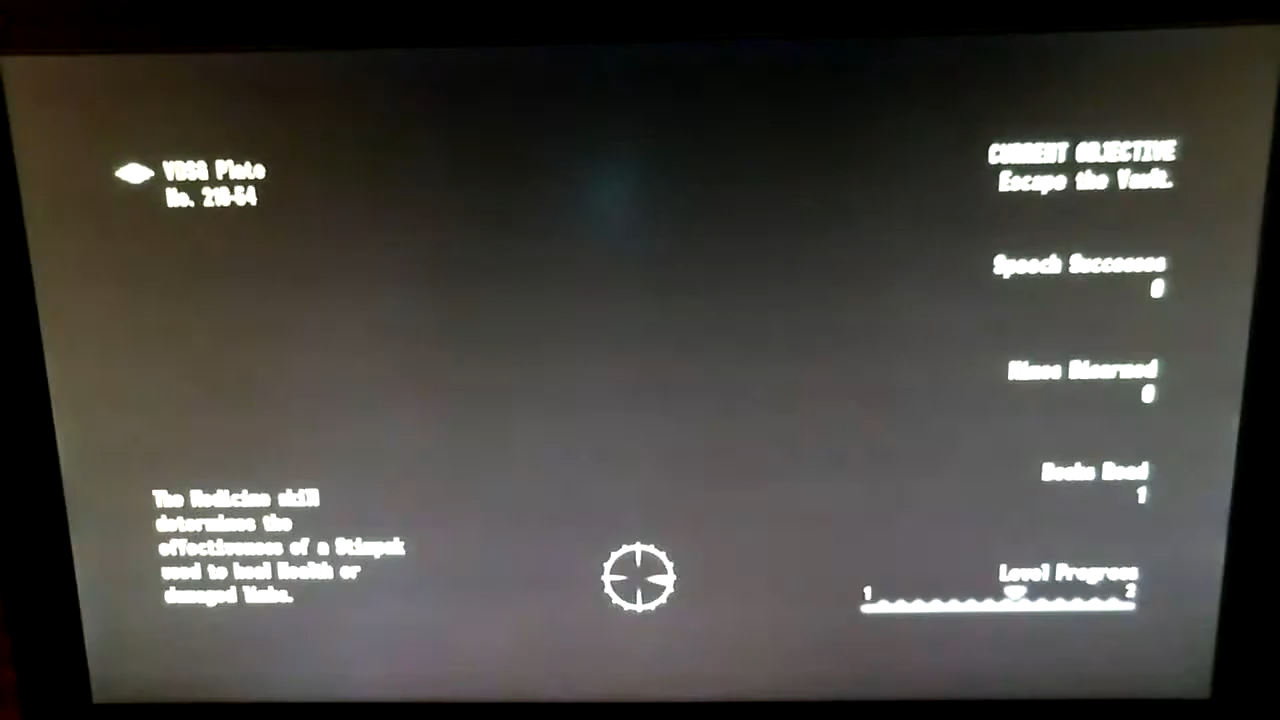 VDSG Plate
No. 210-54
CURRENT OBJECTIVE
Escape the Vault.
Speech Successes
0
Mines Disarmed
0
Books Read
1
Level Progress
1 2
The Medicine skill
determines the
effectiveness of a Stimpak
used to heal Health or
damaged limbs.